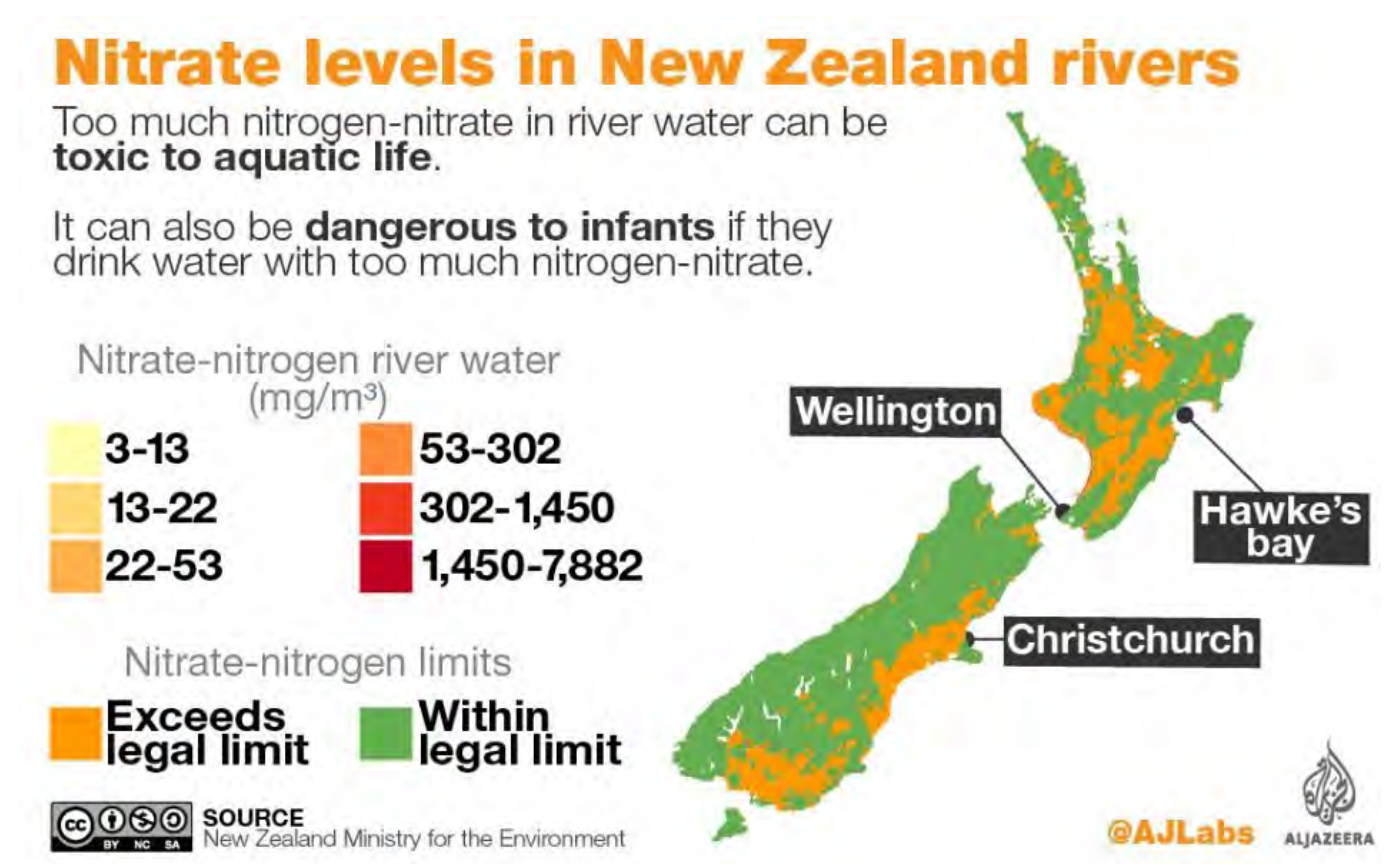 Nitrate levels in New Zealand rivers
Too much nitrogen-nitrate in river water can be
toxic to aquatic life.
It can also be dangerous to infants if they
drink water with too much nitrogen-nitrate.
Nitrate-nitrogen river water
(mg/m³)
3-13
53-302
13-22
302-1,450
22-53
1,450-7,882
Nitrate-nitrogen limits
Exceeds
legal limit
Within
legal limit
Wellington
Hawke's
bay
Christchurch
cc
BY NC SA
SOURCE
New Zealand Ministry for the Environment
@AJLabs
ALJAZEERA